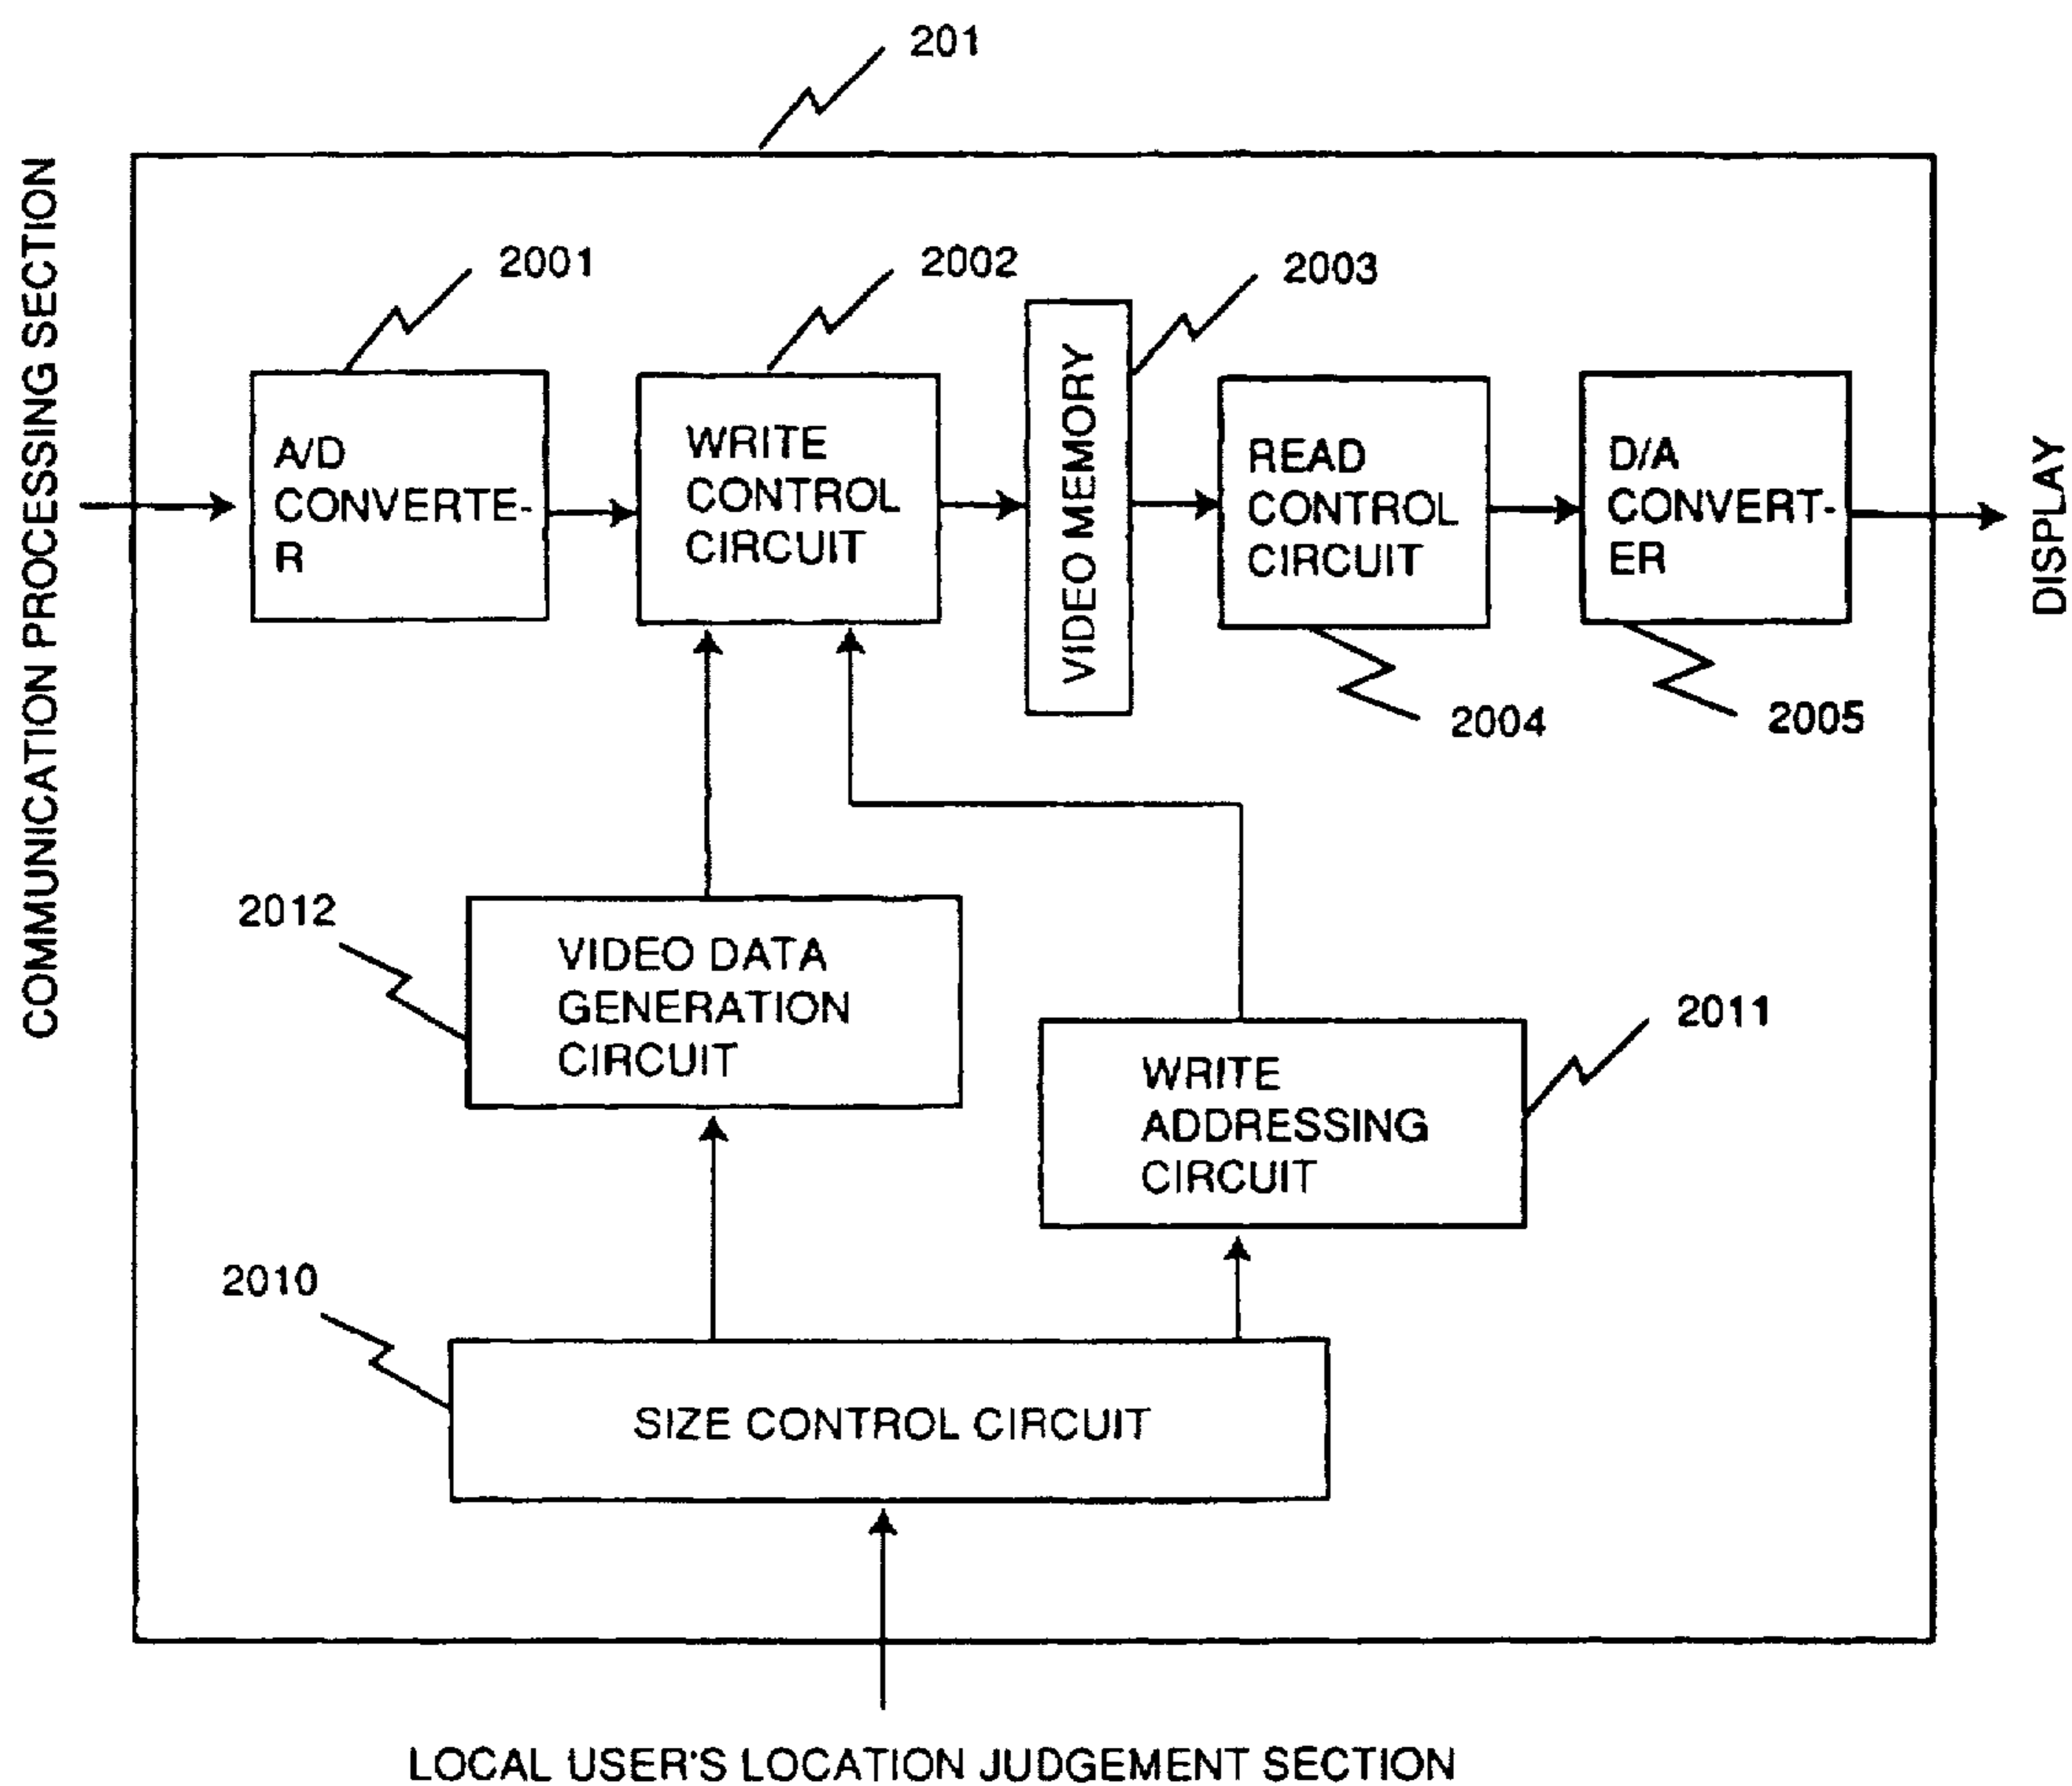 201
COMMUNICATION PROCESSING SECTION
2001
2002
2003
A/D
CONVERTE-
R
WRITE
CONTROL
CIRCUIT
VIDEO MEMORY
READ
CONTROL
CIRCUIT
D/A
CONVERT-
ER
DISPLAY
2004
2005
2012
VIDEO DATA
GENERATION
CIRCUIT
2011
WRITE
ADDRESSING
CIRCUIT
2010
SIZE CONTROL CIRCUIT
LOCAL USER'S LOCATION JUDGEMENT SECTION